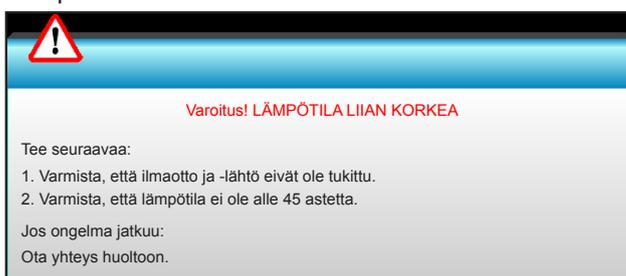 Varoitus! LÄMPÖTILA LIIAN KORKEA
Tee seuraavaa:
1. Varmista, että ilmaotto ja -lähtö eivät ole tukittu.
2. Varmista, että lämpötila ei ole alle 45 astetta.
Jos ongelma jatkuu:
Ota yhteys huoltoon.